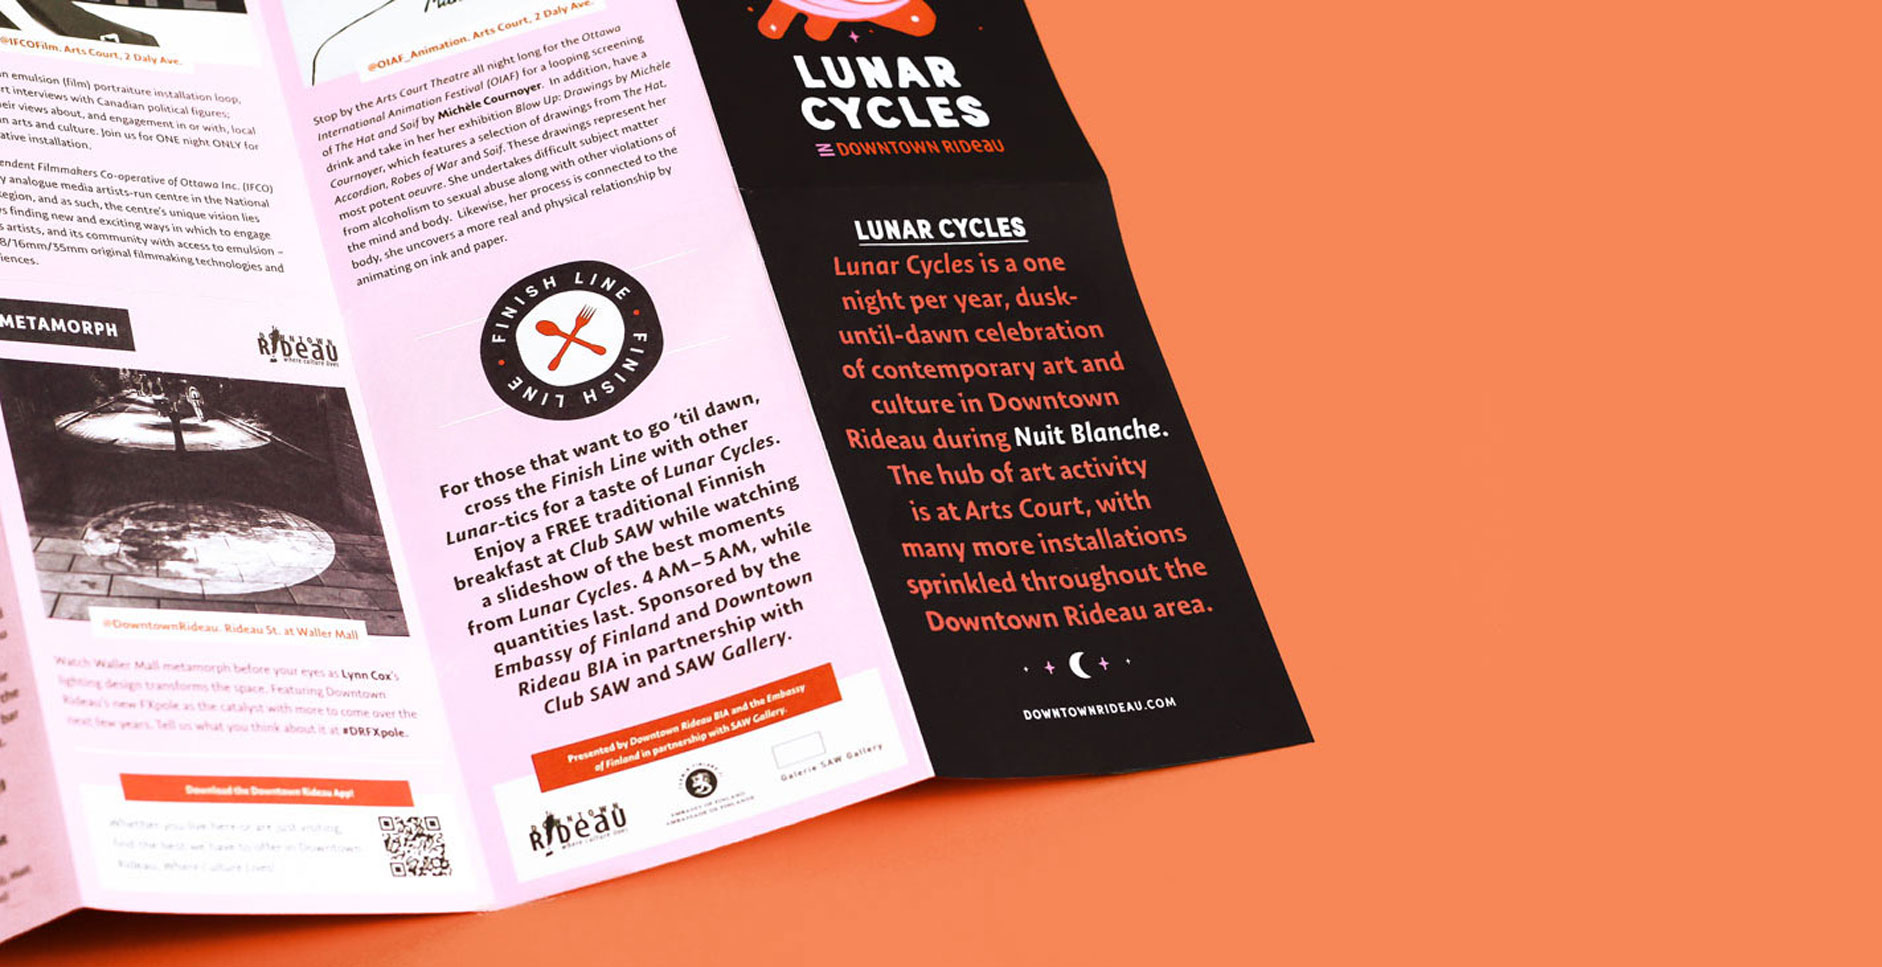 @IFCOFilm. Arts Court, 2 Daly Ave.
an emulsion (film) portraiture installation loop,
rt interviews with Canadian political figures;
eir views about, and engagement in or with, local
n arts and culture. Join us for ONE night ONLY for
ative installation.
endent Filmmakers Co-operative of Ottawa Inc. (IFCO)
y analogue media artists-run centre in the National
egion, and as such, the centre's unique vision lies
s finding new and exciting ways in which to engage
s artists, and its community with access to emulsion –
8/16mm/35mm original filmmaking technologies and
iences.
METAMORPH
DOWNTOWN
RideaU
where culture lives
@DowntownRideau. Rideau St. at Waller Mall
Watch Waller Mall metamorph before your eyes as Lynn Cox's
lighting design transforms the space. Featuring Downtown
Rideau's new FXpole as the catalyst with more to come over the
next few years. Tell us what you think about it at #DRFXpole.
Download the Downtown Rideau App!
Whether you live here or are just visiting,
find the best we have to offer in Downtown
Rideau. Where Culture Lives!
@OIAF_Animation. Arts Court, 2 Daly Ave.
Stop by the Arts Court Theatre all night long for the Ottawa
International Animation Festival (OIAF) for a looping screening
of The Hat and Soif by Michèle Cournoyer. In addition, have a
drink and take in her her exhibition Blow Up: Drawings by Michèle
Cournoyer, which features a selection of drawings from The Hat,
Accordion, Robes of War and Soif. These drawings represent her
most potent oeuvre. She undertakes difficult subject matter
from alcoholism to sexual abuse along with other violations of
the mind and body. Likewise, her process is connected to the
body, she uncovers a more real and physical relationship by
animating on ink and paper.
FINISH LINE • FINISH LINE •
For those that want to go 'til dawn,
cross the Finish Line with other
Lunar-tics for a taste of Lunar Cycles.
Enjoy a FREE traditional Finnish
breakfast at Club SAW while watching
a slideshow of the best moments
from Lunar Cycles. 4 AM–5 AM, while
quantities last. Sponsored by the
Embassy of Finland and Downtown
Rideau BIA in partnership with
Club SAW and SAW Gallery.
Presented by Downtown Rideau BIA and the Embassy
of Finland in partnership with SAW Gallery.
DOWNTOWN
RideaU
where culture lives
EMBASSY OF FINLAND
AMBASSADE DE FINLANDE
Galerie SAW Gallery
LUNAR
CYCLES
IN DOWNTOWN RIDEAU
LUNAR CYCLES
Lunar Cycles is a one
night per year, dusk-
until-dawn celebration
of contemporary art and
culture in Downtown
Rideau during Nuit Blanche.
The hub of art activity
is at Arts Court, with
many more installations
sprinkled throughout the
Downtown Rideau area.
DOWNTOWNRIDEAU.COM